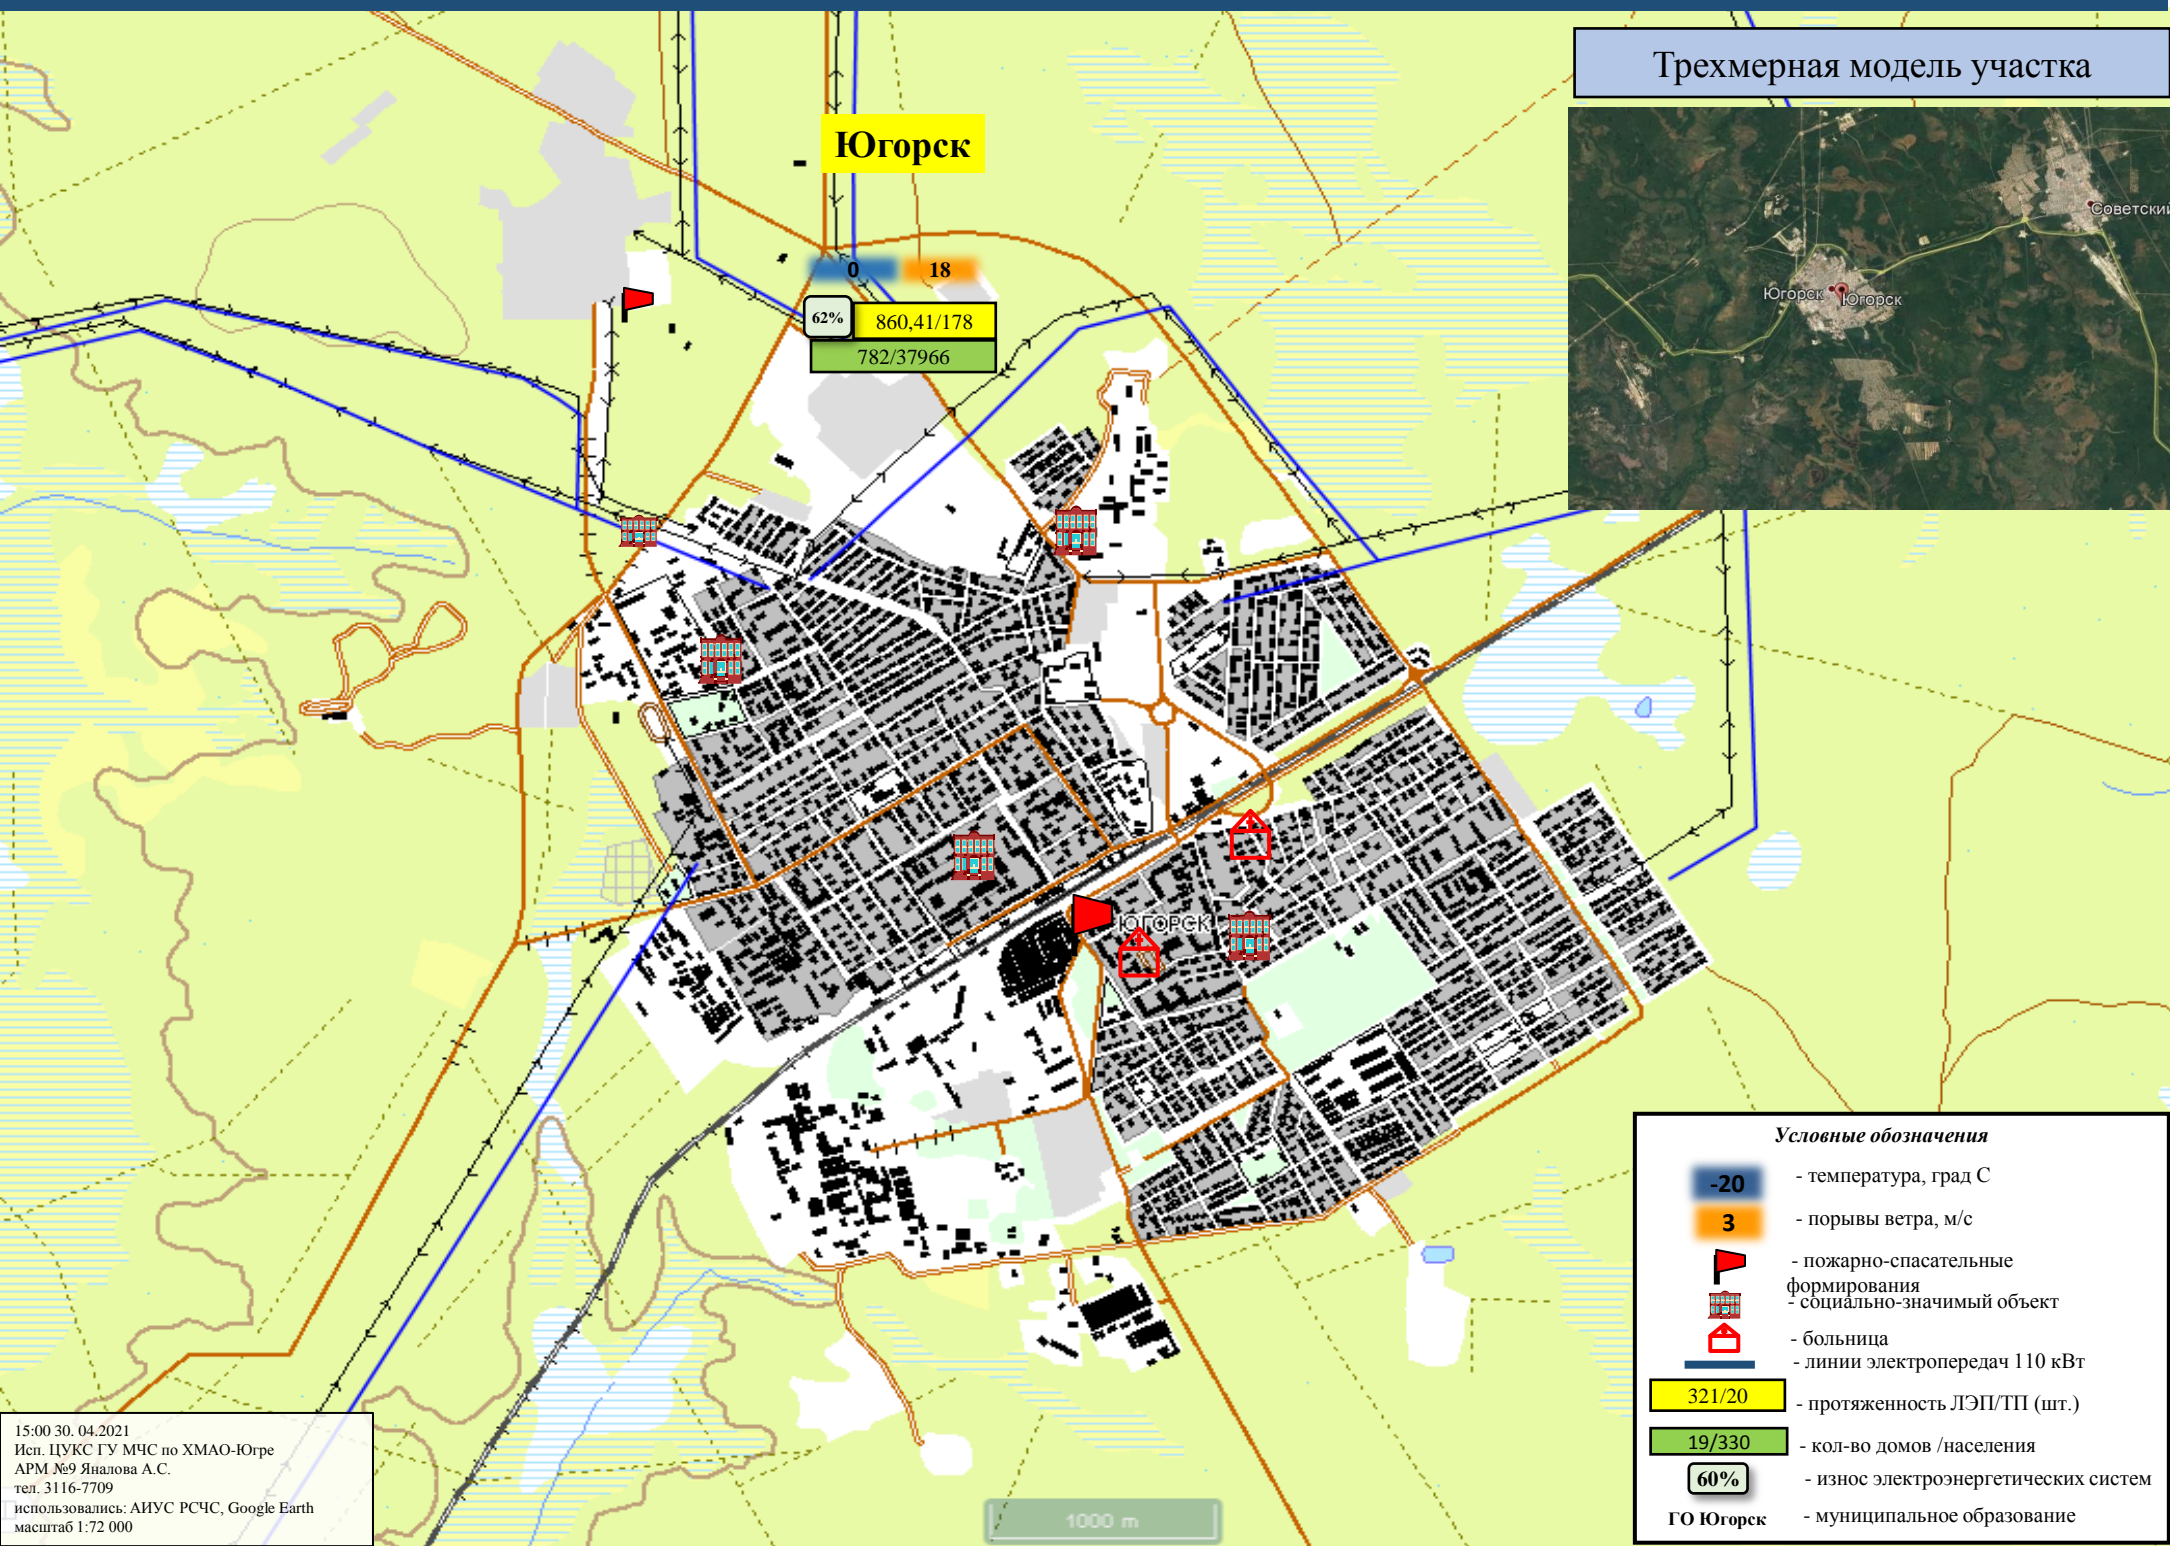 Трехмерная модель участка
Югорск
Советский
Югорск
Югорск
0
18
62%
860,41/178
782/37966
ЮГОРСК
Условные обозначения
-20
- температура, град С
3
- порывы ветра, м/с
- пожарно-спасательные
формирования
- социально-значимый объект
- больница
- линии электропередач 110 кВт
321/20
- протяженность ЛЭП/ТП (шт.)
19/330
- кол-во домов /населения
60%
- износ электроэнергетических систем
ГО Югорск
- муниципальное образование
15:00 30. 04.2021
Исп. ЦУКС ГУ МЧС по ХМАО-Югре
АРМ №9 Яналова А.С.
тел. 3116-7709
использовались: АИУС РСЧС, Google Earth
масштаб 1:72 000
1000 m